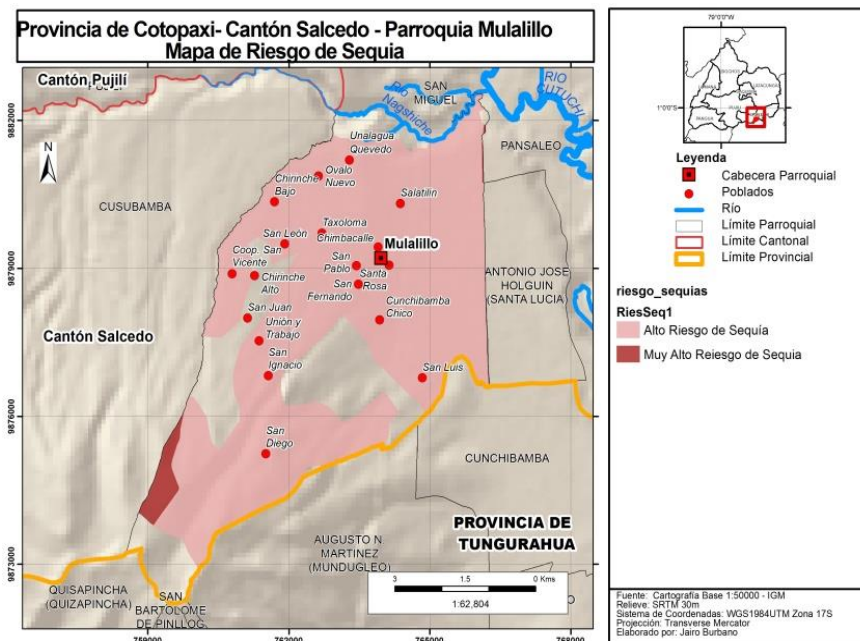 Provincia de Cotopaxi- Cantón Salcedo - Parroquia Mulalillo
Mapa de Riesgo de Sequia
Cantón Pujilí
SAN
MIGUEL
RIO
CUTUCHI
Río
Nagshiche
N
PANSALEO
CUSUBAMBA
Unalagua
Quevedo
Ovalo
Nuevo
Chirinche
Bajo
Salatilín
Taxoloma
Chimbacalle
San León
Mulalillo
Coop. San
Vicente
San
Pablo
Santa
Rosa
Chirinche
Alto
San
Fernando
Cunchibamba
Chico
ANTONIO JOSE
HOLGUIN
(SANTA LUCIA)
San Juan
Unión y
Trabajo
Cantón Salcedo
San
Ignacio
San Luis
San
Diego
CUNCHIBAMBA
PROVINCIA DE
TUNGURAHUA
AUGUSTO N
MARTINEZ
(MUNDUGLEO)
QUISAPINCHA
(QUIZAPINCHA)
SAN
BARTOLOME
DE PINLLOG
3 1.5 0 Kms
1:62,804
9882000
9879000
9876000
9873000
759000 762000 765000 768000
79°0'0"W
1°0'0"S
Leyenda
Cabecera Parroquial
Poblados
Río
Límite Parroquial
Límite Cantonal
Límite Provincial
riesgo_sequias
RiesSeq1
Alto Riesgo de Sequía
Muy Alto Reiesgo de Sequia
Fuente: Cartografía Base 1:50000 - IGM
Relieve: SRTM 30m
Sistema de Coordenadas: WGS1984UTM Zona 17S
Projección: Transverse Mercator
Elaborado por: Jairo Burbano